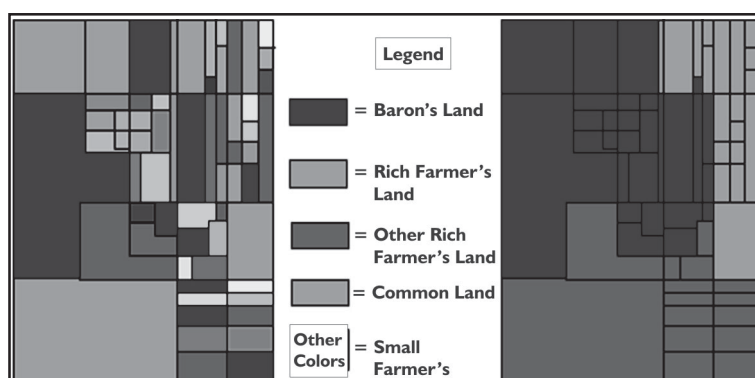 Legend
= Baron's Land
= Rich Farmer's
Land
= Other Rich
Farmer's Land
= Common Land
Other
Colors
= Small
Farmer's